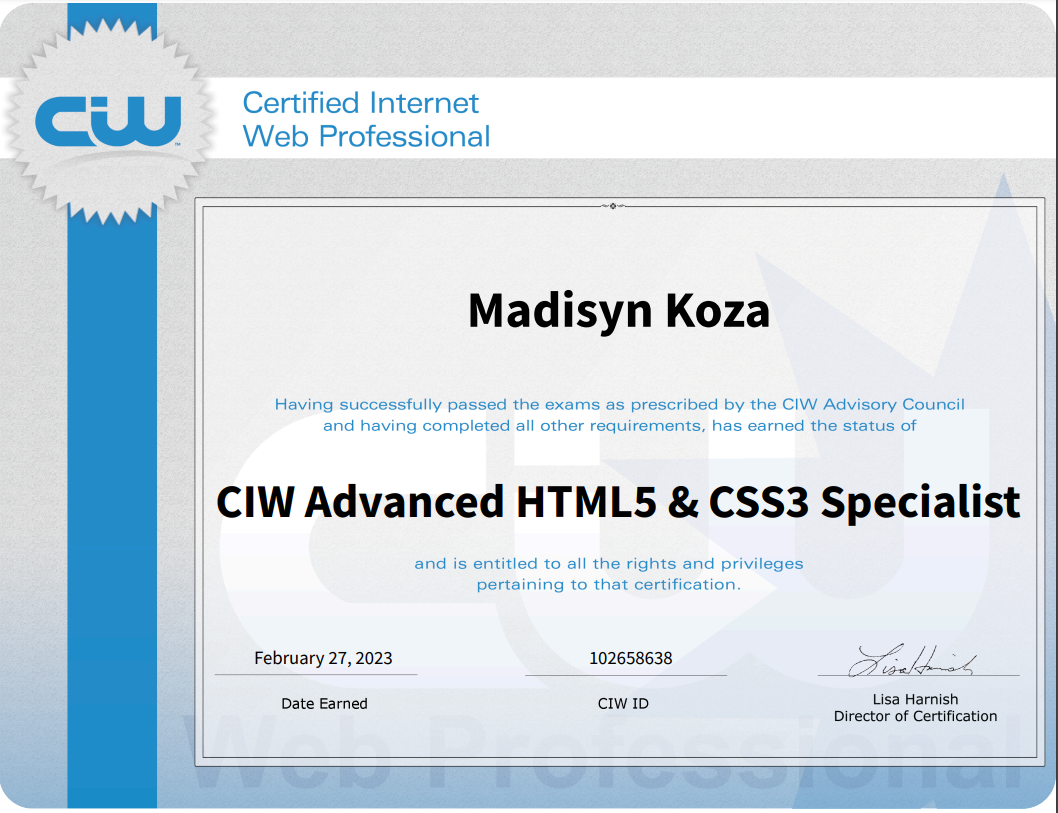 CIW
TM
Certified Internet
Web Professional
Madisyn Koza
Having successfully passed the exams as prescribed by the CIW Advisory Council
and having completed all other requirements, has earned the status of
CIW Advanced HTML5 & CSS3 Specialist
and is entitled to all the rights and privileges
pertaining to that certification.
February 27, 2023
Date Earned
102658638
CIW ID
Lisa Harnish
Lisa Harnish
Director of Certification
CIW
Web Professional